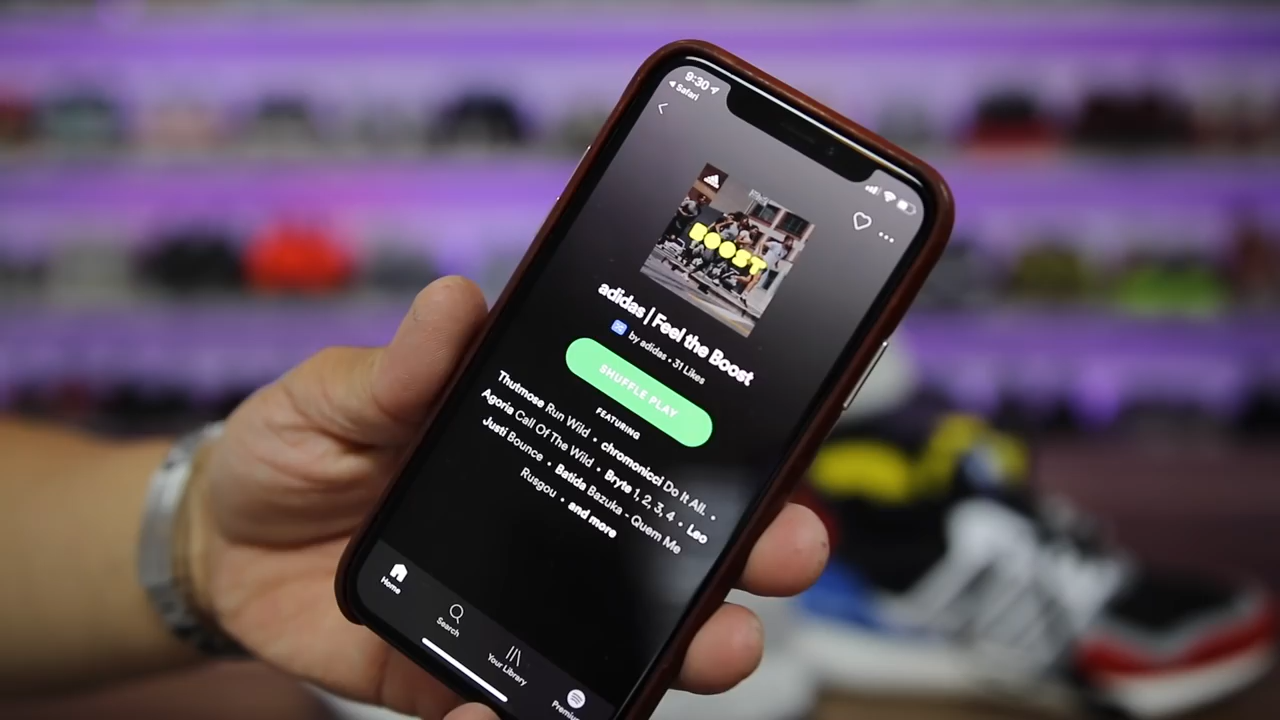 9:30
Safari
BOOST
adidas | Feel the Boost
by adidas • 31 Likes
SHUFFLE PLAY
FEATURING
Thutmose Run Wild • chromonicci Do It All. •
Agoria Call Of The Wild • Bryte 1, 2, 3, 4 • Leo
Justi Bounce • Batida Bazuka - Quem Me
Rusgou • and more
Home
Search
Your Library
Premium